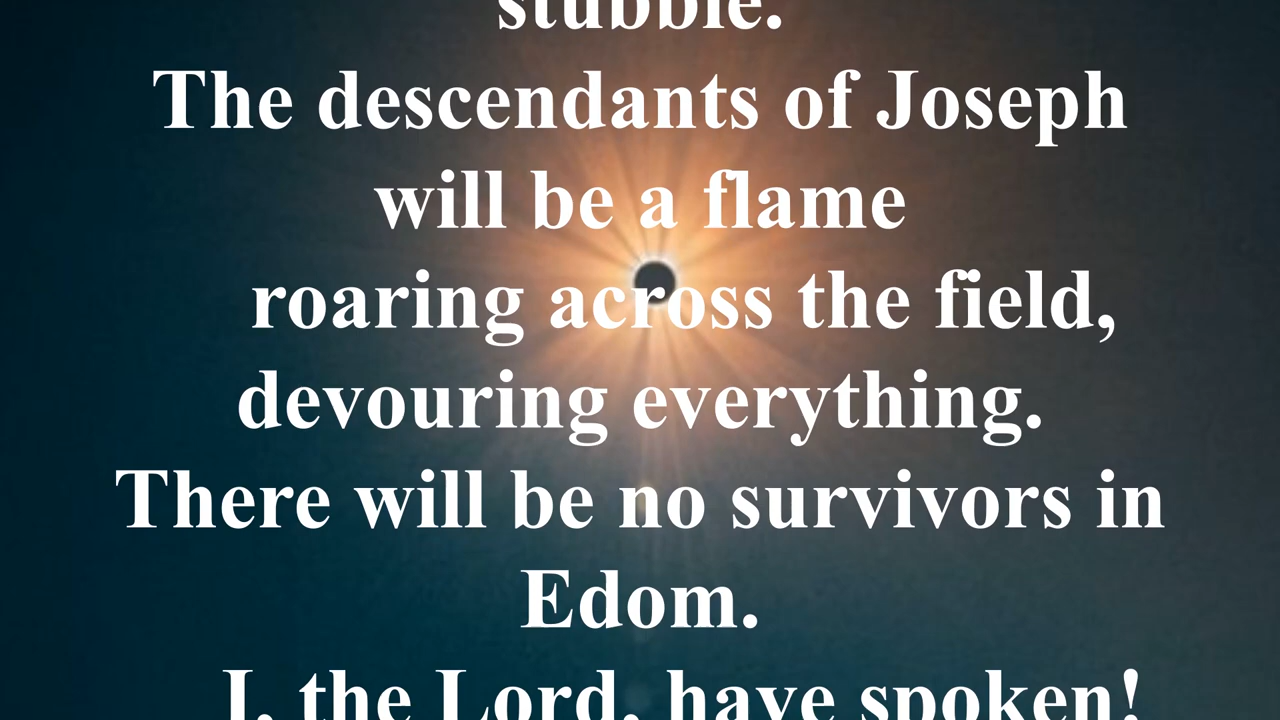 stubble.
The descendants of Joseph
will be a flame
roaring across the field,
devouring everything.
There will be no survivors in
Edom.
I, the Lord, have spoken!